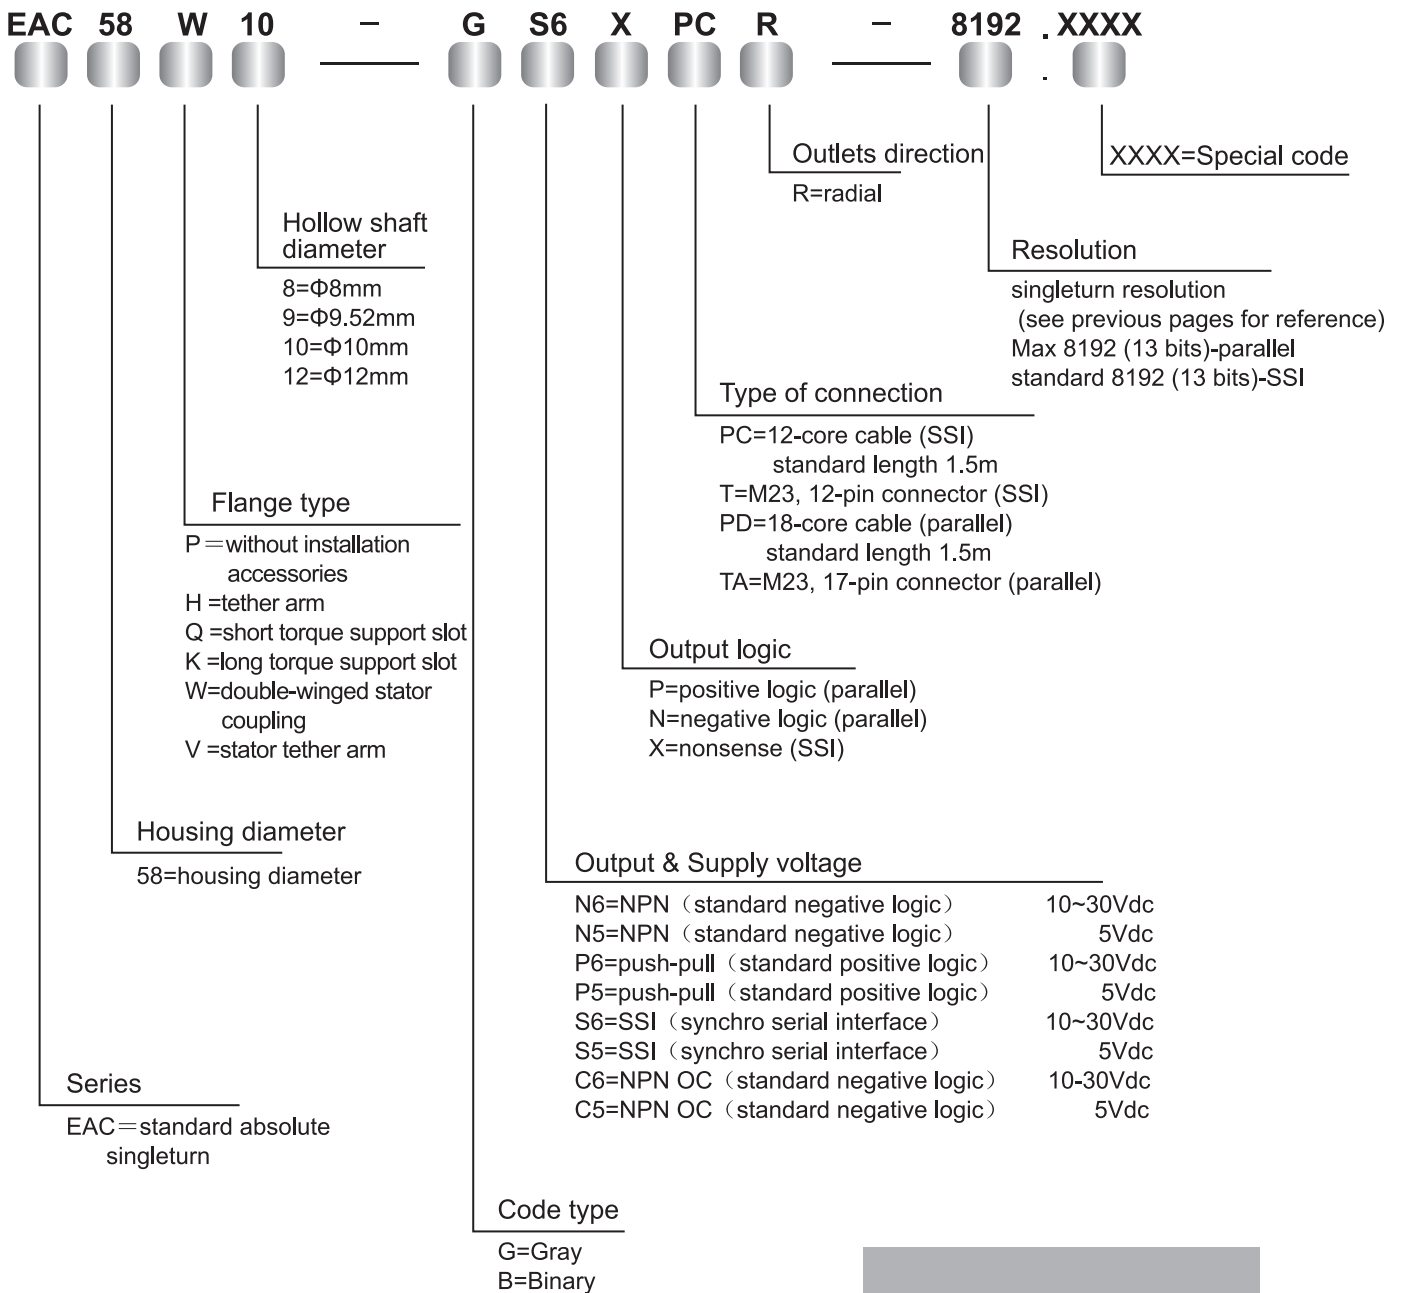 EAC 58 W 10 – G S6 X PC R – 8192 . XXXX
Outlets direction
R=radial
XXXX=Special code
Hollow shaft
diameter
8=Φ8mm
9=Φ9.52mm
10=Φ10mm
12=Φ12mm
Resolution
singleturn resolution
(see previous pages for reference)
Max 8192 (13 bits)-parallel
standard 8192 (13 bits)-SSI
Type of connection
PC=12-core cable (SSI)
standard length 1.5m
T=M23, 12-pin connector (SSI)
PD=18-core cable (parallel)
standard length 1.5m
TA=M23, 17-pin connector (parallel)
Flange type
P=without installation
accessories
H =tether arm
Q =short torque support slot
K =long torque support slot
W=double-winged stator
coupling
V =stator tether arm
Output logic
P=positive logic (parallel)
N=negative logic (parallel)
X=nonsense (SSI)
Housing diameter
58=housing diameter
Output & Supply voltage
N6=NPN（standard negative logic） 10~30Vdc
N5=NPN（standard negative logic） 5Vdc
P6=push-pull（standard positive logic） 10~30Vdc
P5=push-pull（standard positive logic） 5Vdc
S6=SSI（synchro serial interface） 10~30Vdc
S5=SSI（synchro serial interface） 5Vdc
C6=NPN OC（standard negative logic） 10-30Vdc
C5=NPN OC（standard negative logic） 5Vdc
Series
EAC=standard absolute
singleturn
Code type
G=Gray
B=Binary